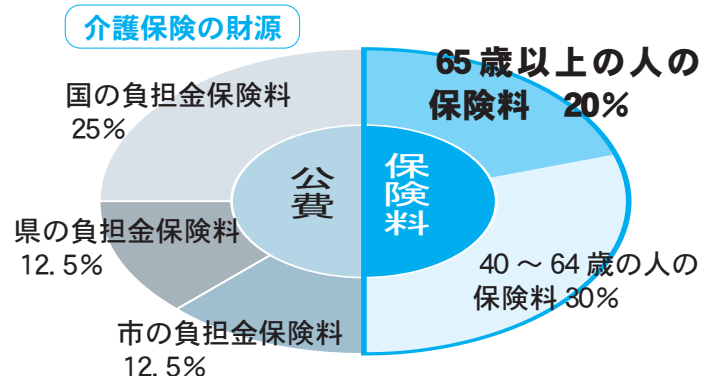 介護保険の財源
65歳以上の人の
保険料 20%
国の負担金保険料
25%
公費
保険料
県の負担金保険料
12.5%
40～64歳の人の
保険料30%
市の負担金保険料
12.5%